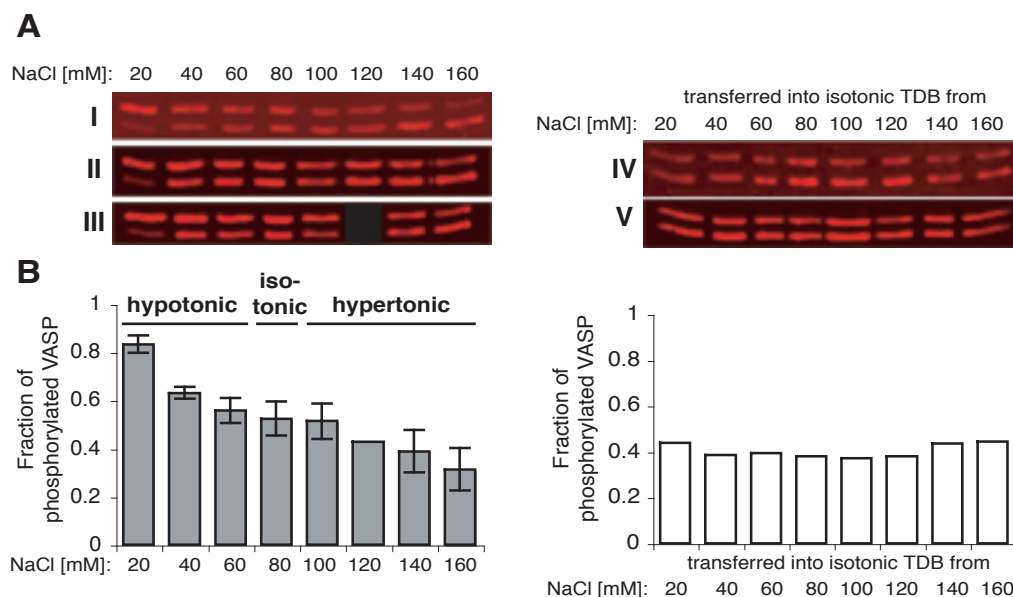 A
NaCl [mM]: 20 40 60 80 100 120 140 160
I
II
III
transferred into isotonic TDB from
NaCl [mM]: 20 40 60 80 100 120 140 160
IV
V
B
Fraction of
phosphorylated VASP
1
0.8
0.6
0.4
0.2
0
hypotonic
iso-
tonic
hypertonic
NaCl [mM]: 20 40 60 80 100 120 140 160
Fraction of
phosphorylated VASP
1
0.8
0.6
0.4
0.2
0
transferred into isotonic TDB from
NaCl [mM]: 20 40 60 80 100 120 140 160